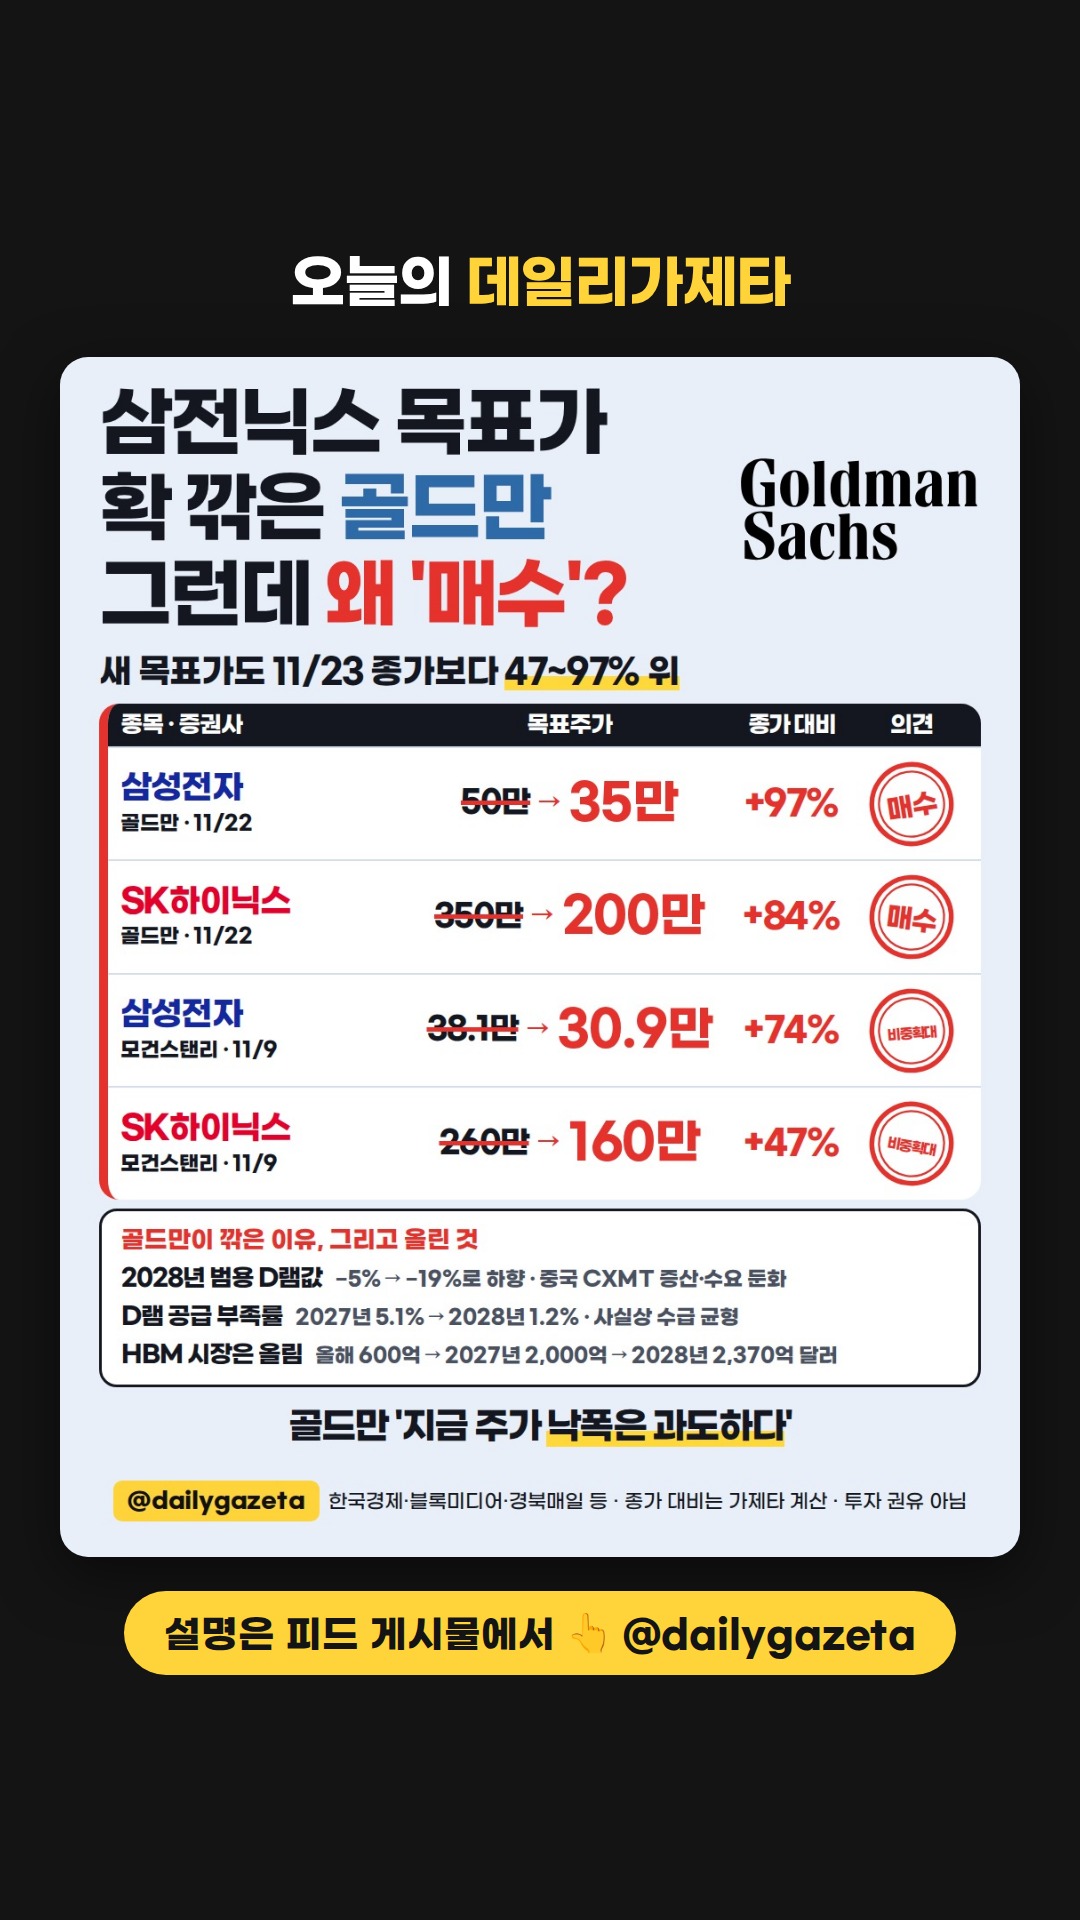 오늘의 데일리가제타
삼전닉스 목표가
확 깎은 골드만
그런데 왜 '매수'?
Goldman
Sachs
새 목표가도 11/23 종가보다 47~97% 위
종목·증권사 목표주가 종가 대비 의견
삼성전자
골드만·11/22
50만→35만 +97% 매수
SK하이닉스
골드만·11/22
350만→200만 +84% 매수
삼성전자
모건스탠리·11/9
38.1만→30.9만 +74% 비중확대
SK하이닉스
모건스탠리·11/9
260만→160만 +47% 비중확대
골드만이 깎은 이유, 그리고 올린 것
2028년 범용 D램값 -5%→-19%로 하향·중국 CXMT 증산·수요 둔화
D램 공급 부족률 2027년 5.1%→2028년 1.2%·사실상 수급 균형
HBM 시장은 올림 올해 600억→2027년 2,000억→2028년 2,370억 달러
골드만 '지금 주가 낙폭은 과도하다'
@dailygazeta 한국경제·블록미디어·경북매일 등 · 종가 대비는 가제타 계산 · 투자 권유 아님
설명은 피드 게시물에서 👆 @dailygazeta